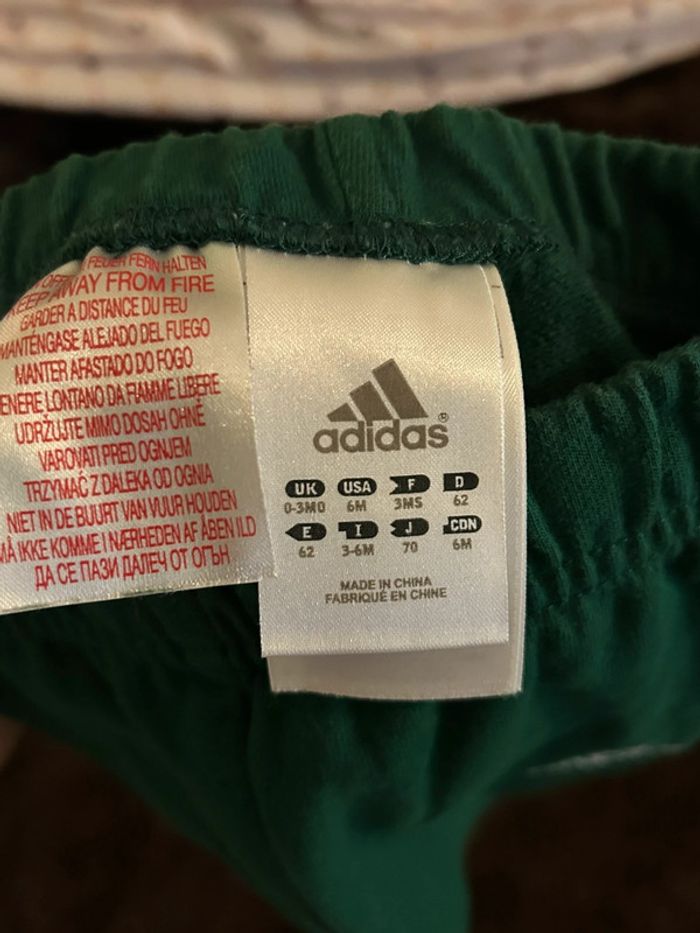 FEUER FERN HALTEN
KEEP AWAY FROM FIRE
GARDER A DISTANCE DU FEU
MANTÉNGASE ALEJADO DEL FUEGO
MANTER AFASTADO DO FOGO
LONTANO DA FIAMME LIBERE
UDRŽUJTE MIMO DOSAH OHNĚ
VAROVATI PRED OGNJEM
TRZYMAĆ Z DALEKA OD OGNIA
NIET IN DE BUURT VAN VUUR HOUDEN
MÅ IKKE KOMME I NÆRHEDEN AF ÅBEN ILD
ДА СЕ ПАЗИ ДАЛЕЧ ОТ ОГЪН
adidas®
UK USA F D
0-3MO 6M 3MS 62
E I J CDN
62 3-6M 70 6M
MADE IN CHINA
FABRIQUÉ EN CHINE